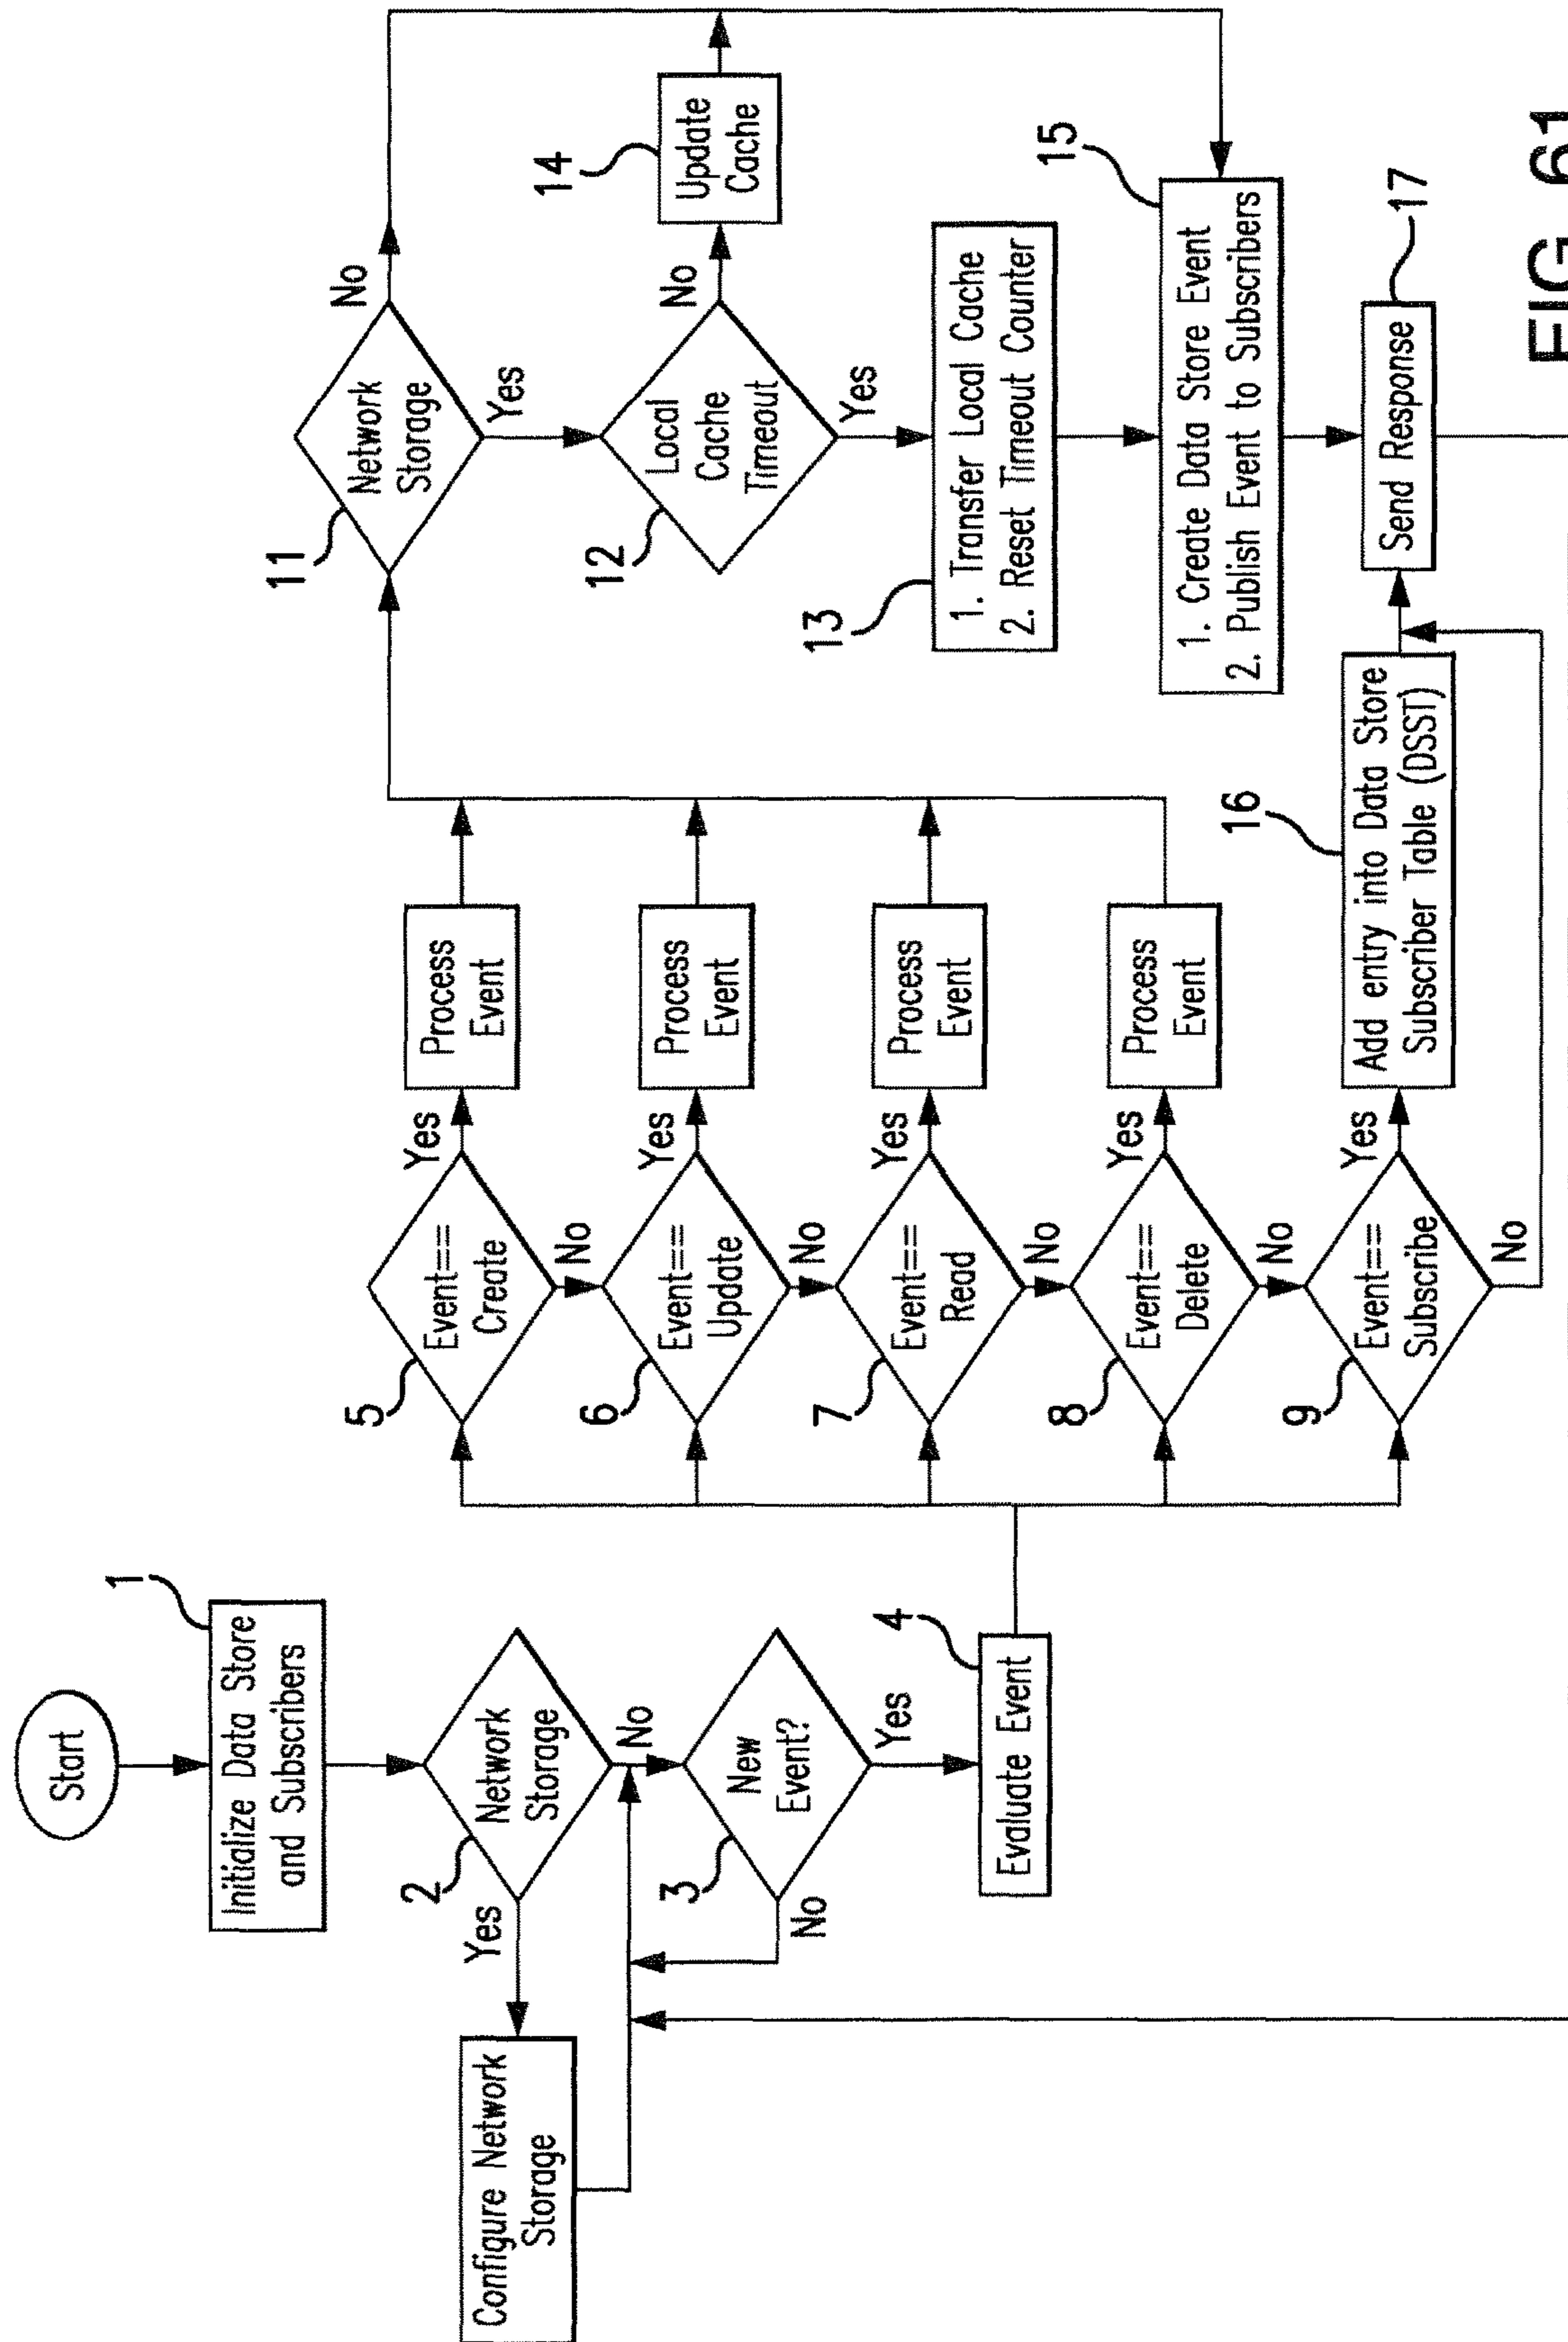 Start
1
Initialize Data Store
and Subscribers
2
Network
Storage
Yes
No
Configure Network
Storage
3
New
Event?
No
Yes
4
Evaluate Event
5
Event==
Create
Yes
No
Process
Event
6
Event==
Update
Yes
No
Process
Event
7
Event==
Read
Yes
No
Process
Event
8
Event==
Delete
Yes
No
Process
Event
9
Event==
Subscribe
Yes
No
16
Add entry into Data Store
Subscriber Table (DSST)
11
Network
Storage
No
Yes
12
Local
Cache
Timeout
No
Yes
14
Update
Cache
13
1. Transfer Local Cache
2. Reset Timeout Counter
15
1. Create Data Store Event
2. Publish Event to Subscribers
17
Send Response
FIG. 61